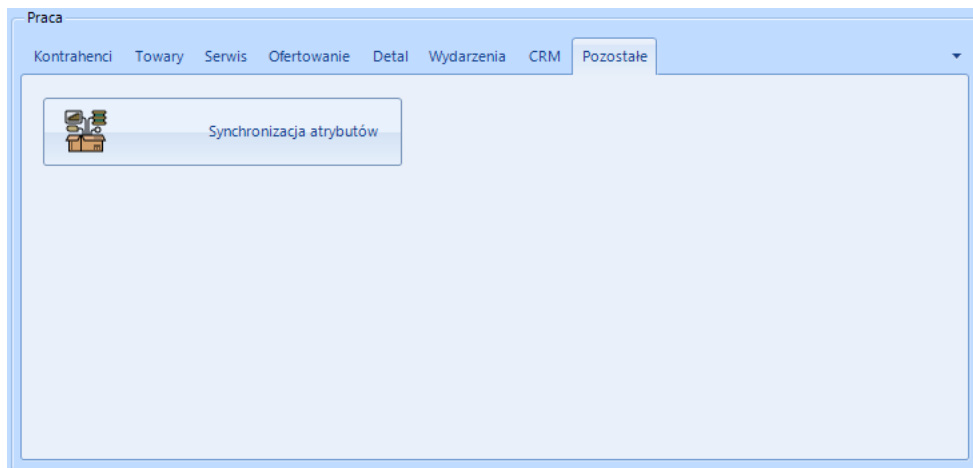 Praca
Kontrahenci Towary Serwis Ofertowanie Detal Wydarzenia CRM Pozostałe
Synchronizacja atrybutów